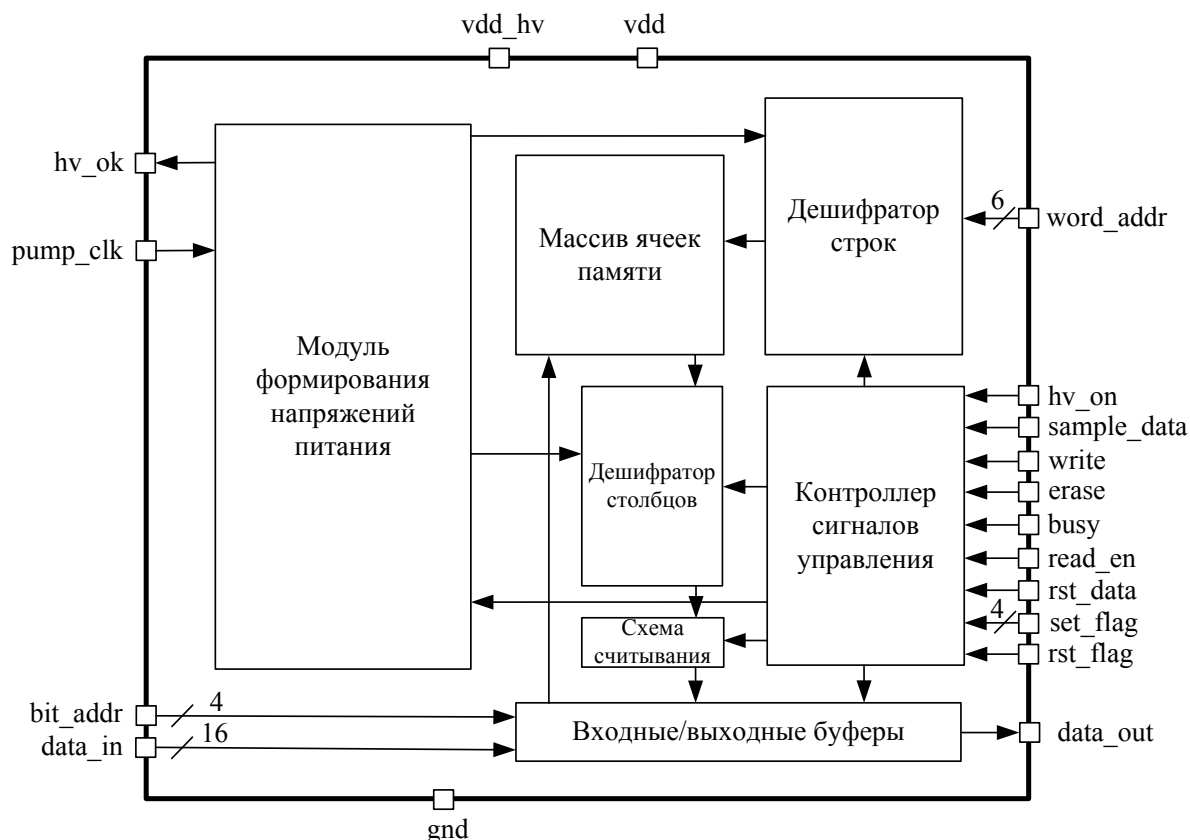 vdd_hv
vdd
hv_ok
pump_clk
Модуль
формирования
напряжений
питания
Массив ячеек
памяти
Дешифратор
строк
6
word_addr
Дешифратор
столбцов
Контроллер
сигналов
управления
hv_on
sample_data
write
erase
busy
read_en
rst_data
4
set_flag
rst_flag
Схема
считывания
bit_addr
4
data_in
16
Входные/выходные буферы
data_out
gnd